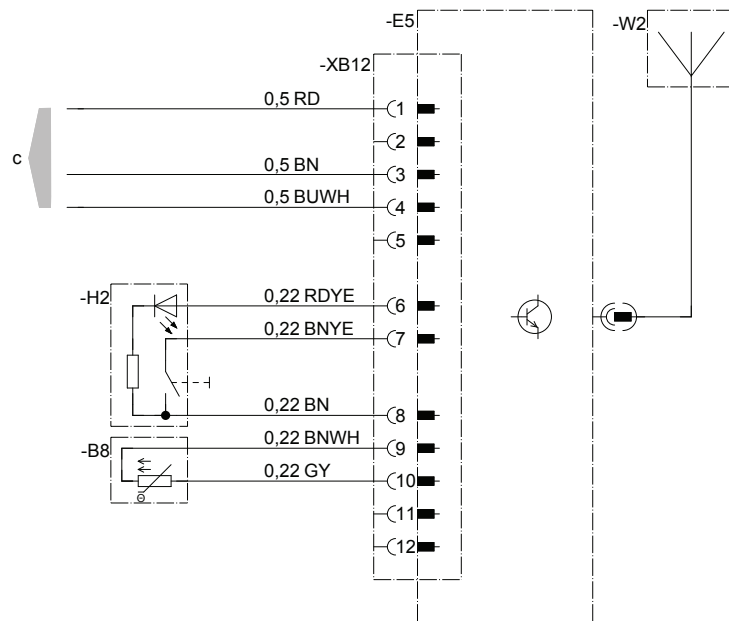 -E5
-W2
-XB12
0,5 RD
1
2
c
0,5 BN
3
0,5 BUWH
4
5
-H2
0,22 RDYE
6
0,22 BNYE
7
0,22 BN
8
-B8
0,22 BNWH
9
0,22 GY
10
11
12